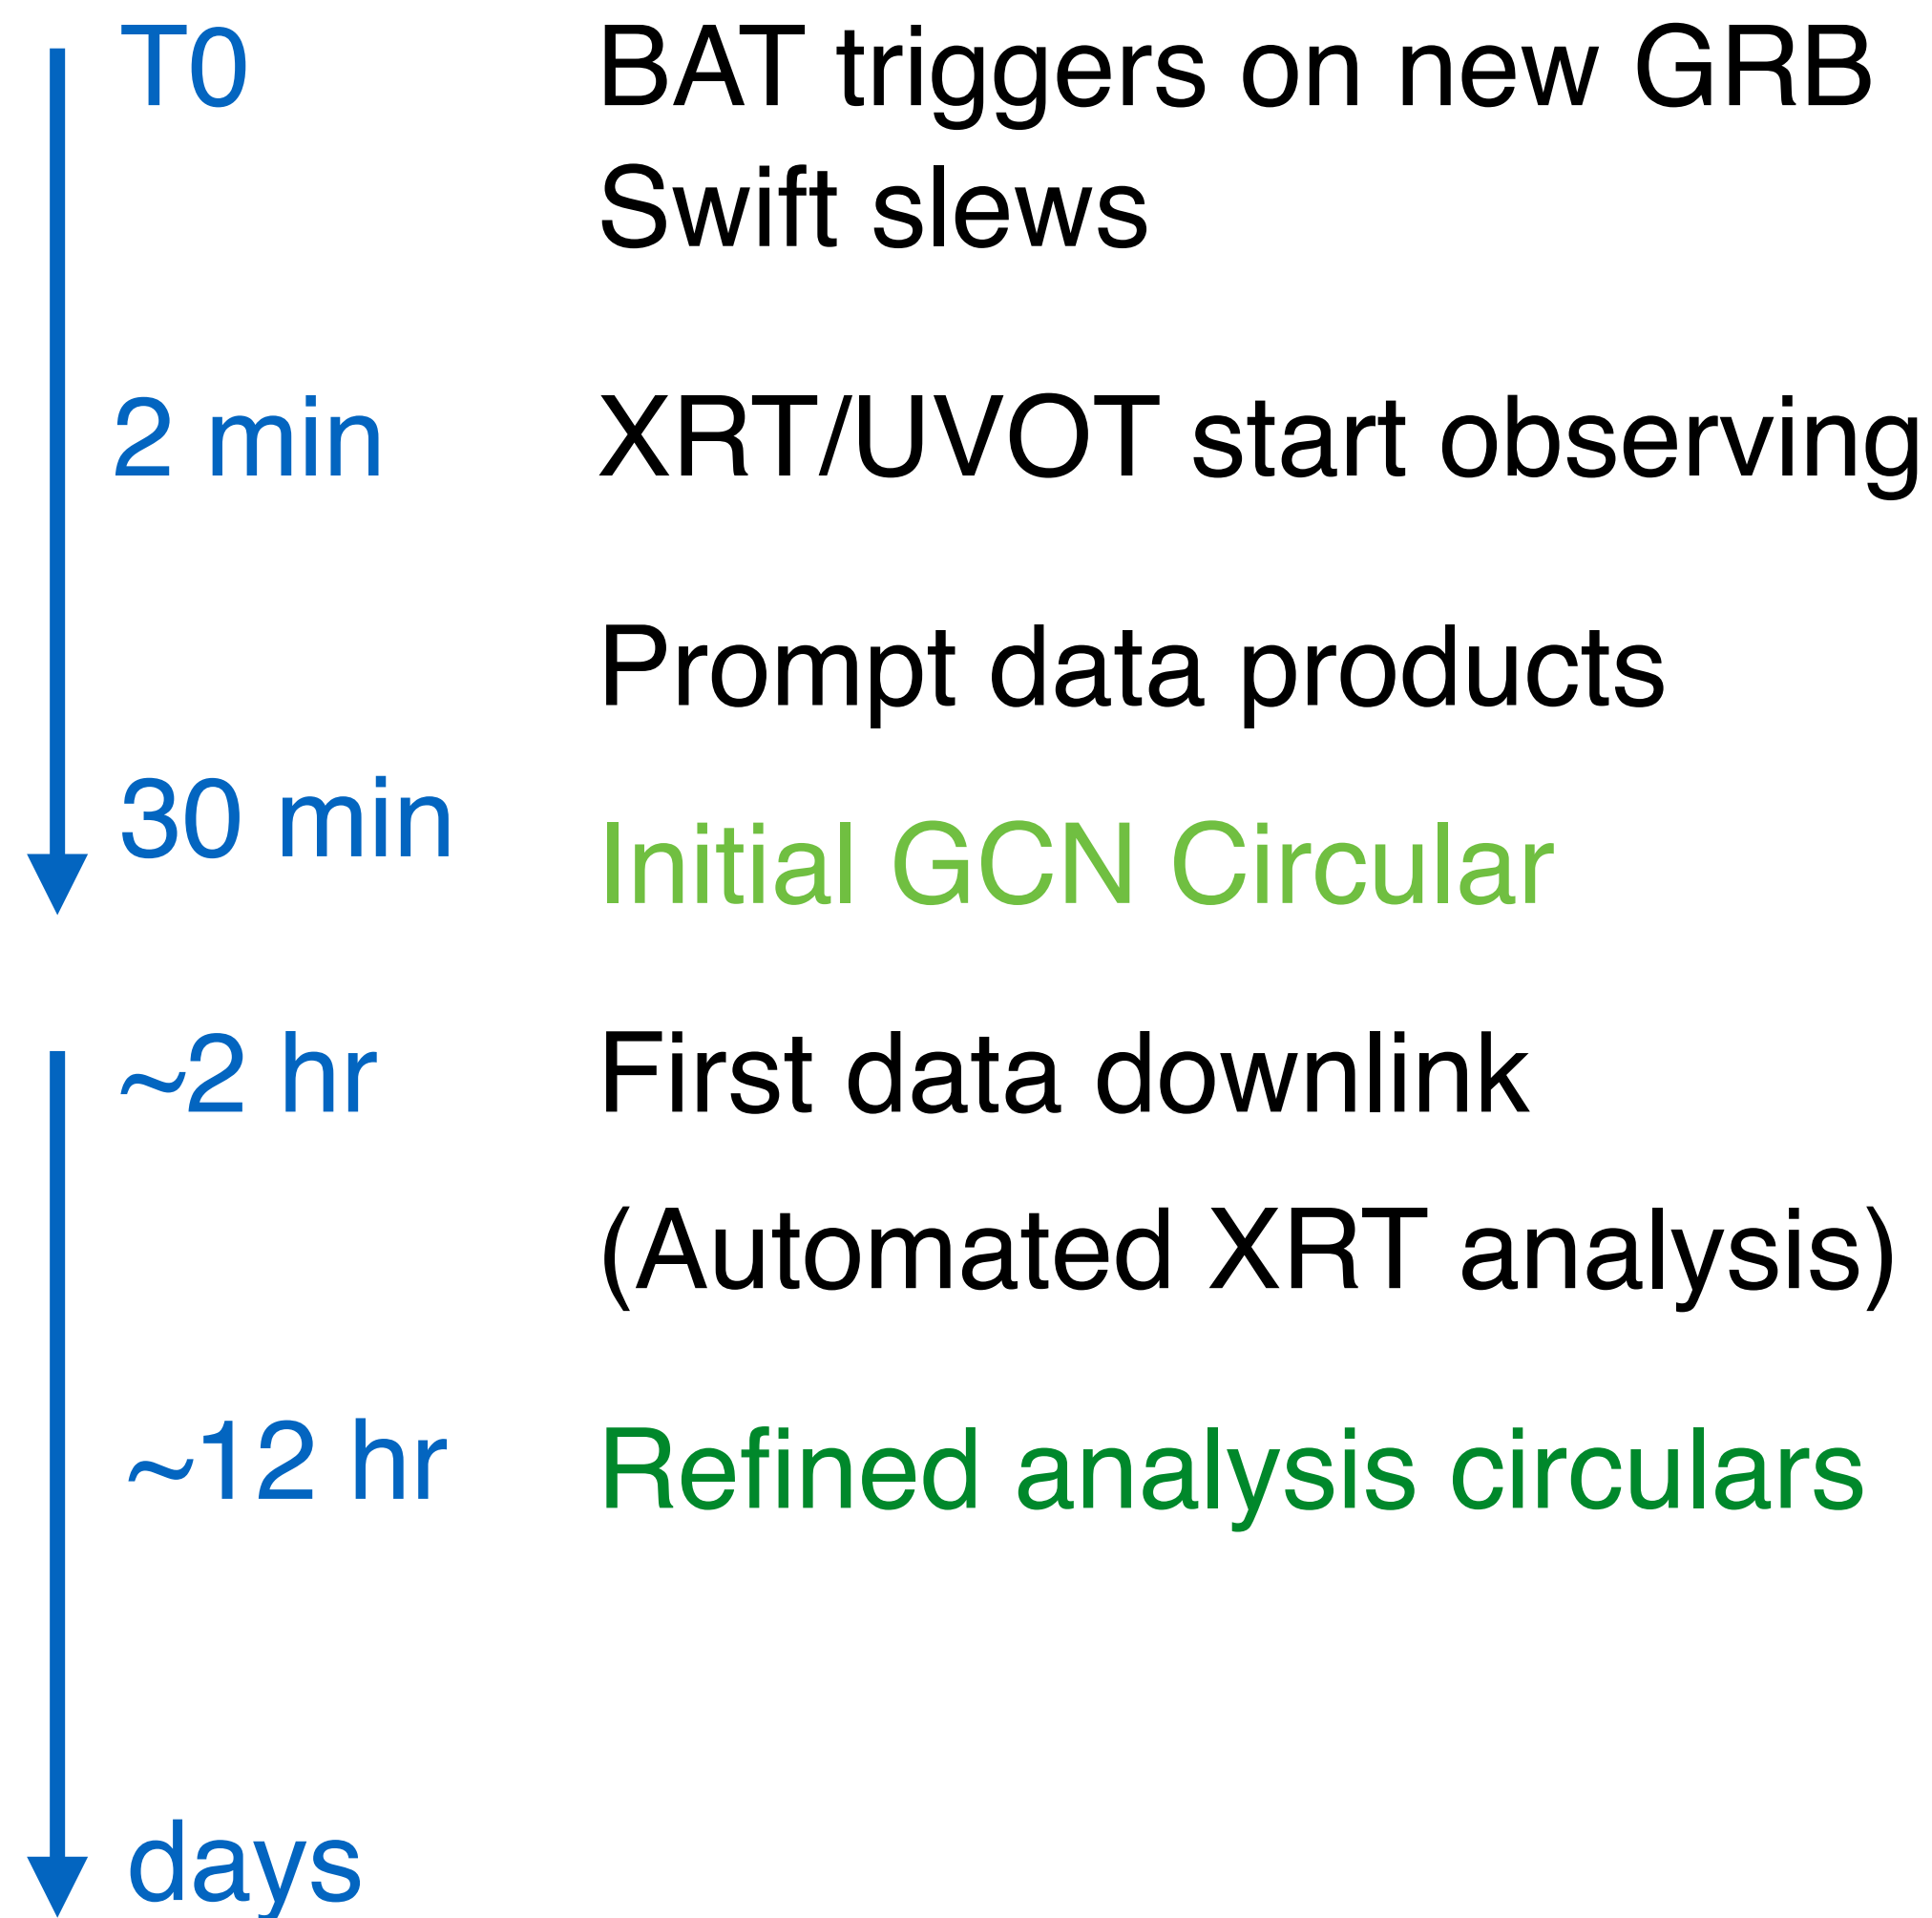 T0 BAT triggers on new GRB
Swift slews
2 min XRT/UVOT start observing
Prompt data products
30 min
Initial GCN Circular
~2 hr First data downlink
(Automated XRT analysis)
~12 hr Refined analysis circulars
days